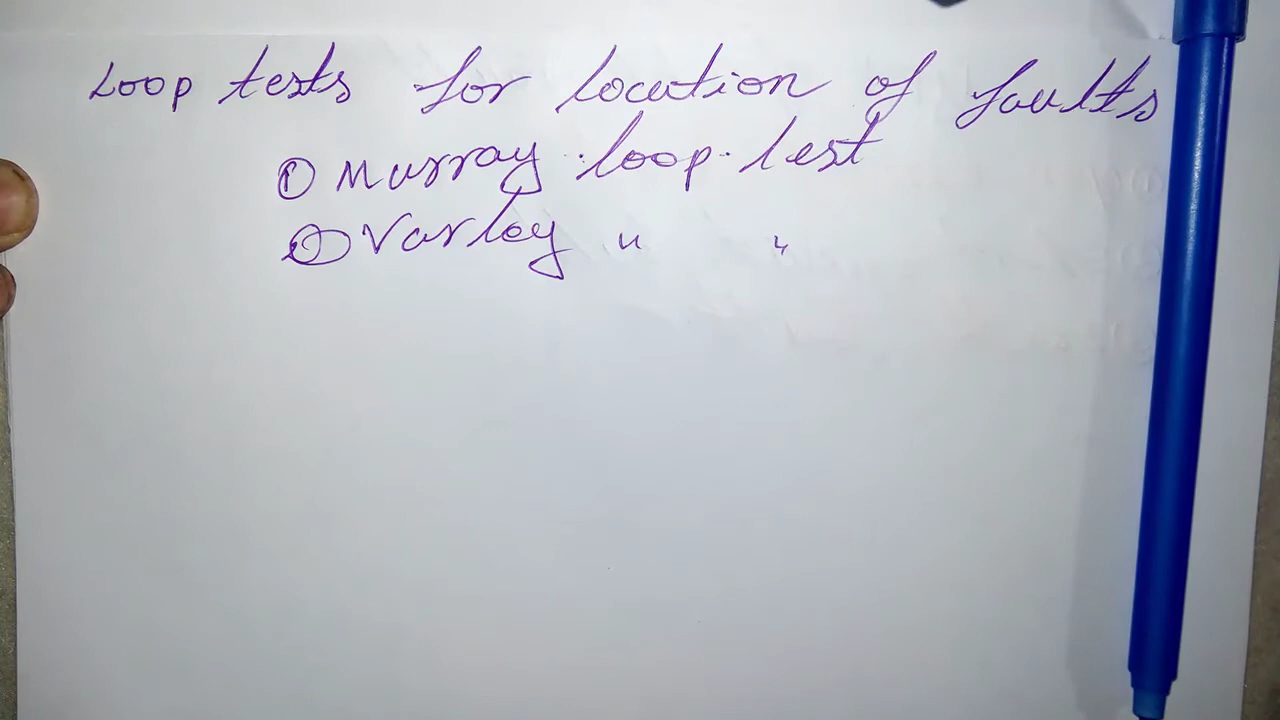 Loop tests for location of faults
① Murray loop test
② Varley " "